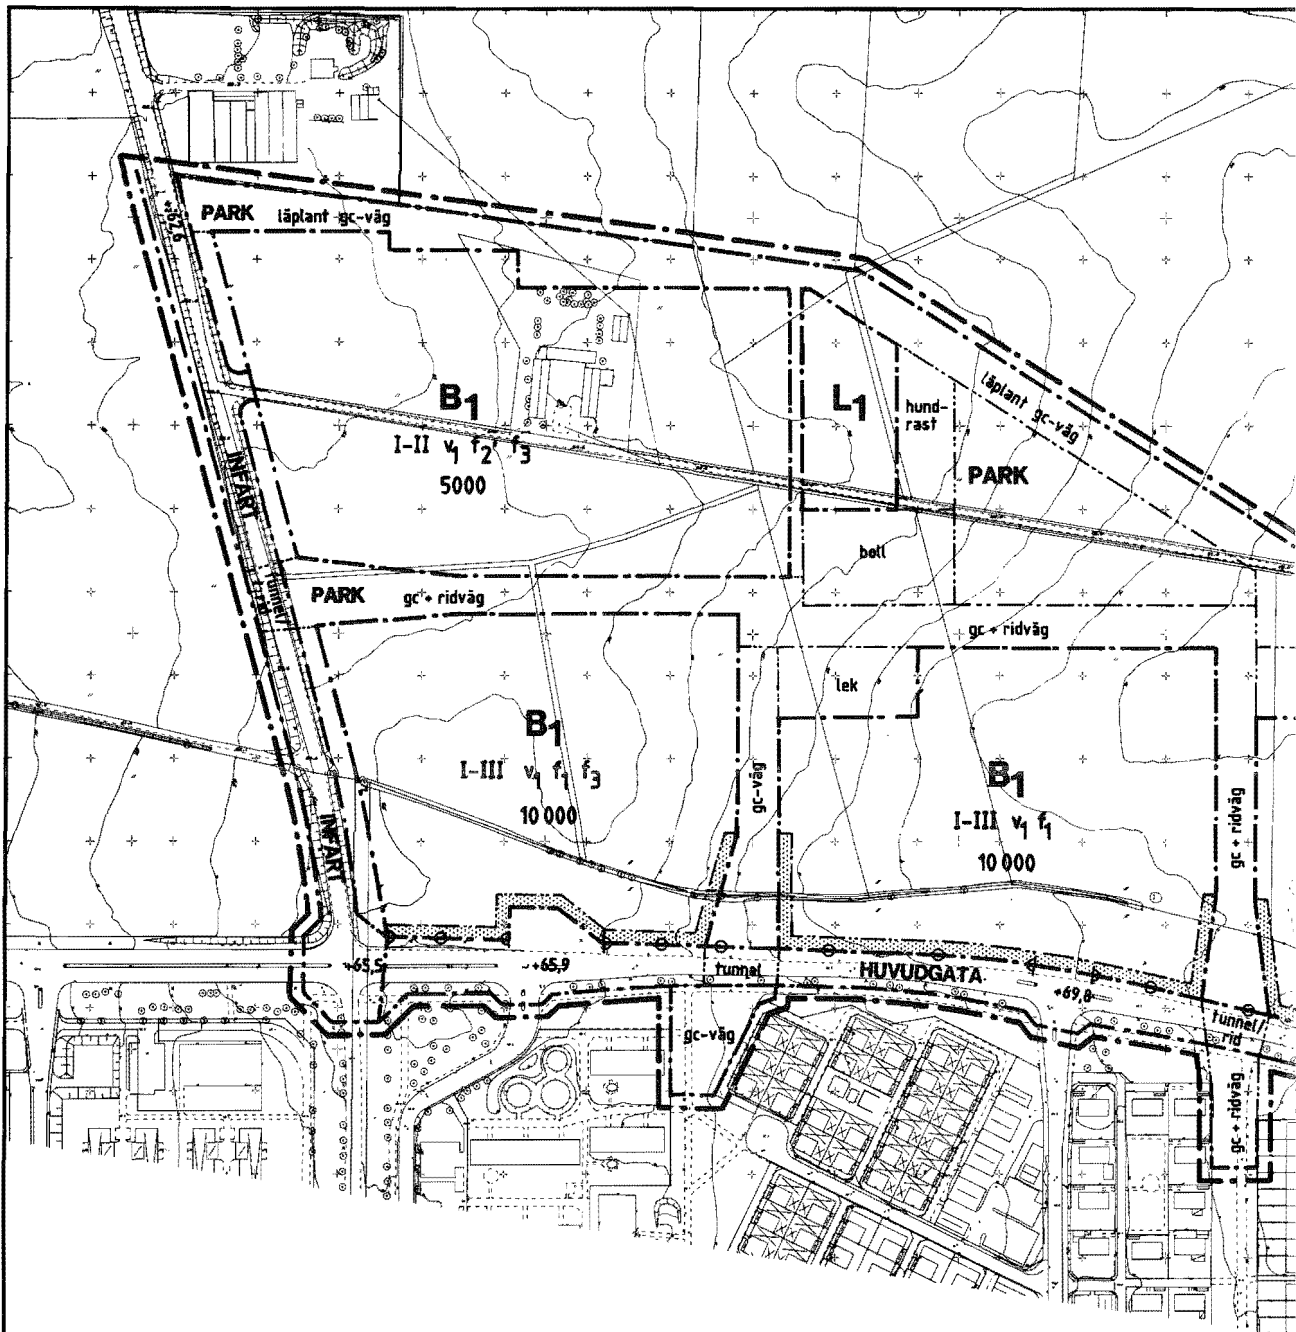 PARK läplant gc-väg
+67,6
B1
I-II v1 f2 f3
5000
L1
hund-
rast
läplant gc-väg
PARK
boll
INFART
tunnel/
PARK gc + ridväg
gc + ridväg
lek
B1
I-III v1 f1 f3
10 000
gc-väg
B1
I-III v1 f1
10 000
gc + ridväg
INFART
+65,5
+65,9
tunnel
HUVUDGATA
+69,8
tunnel/
rid
gc-väg
gc + ridväg